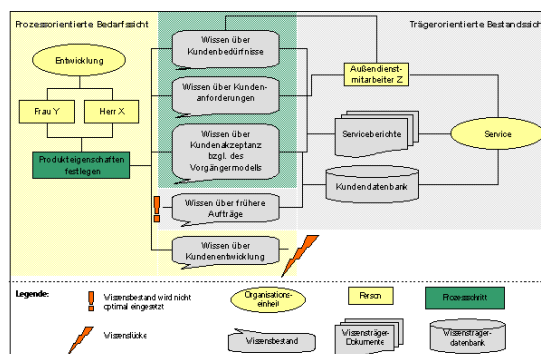 Prozessorientierte Bedarfssicht
Trägerorientierte Bestandssicht
Entwicklung
Frau Y
Herr X
Produkteigenschaften
festlegen
Wissen über
Kundenbedürfnisse
Wissen über Kunden-
anforderungen
Wissen über
Kundenakzeptanz
bzgl. des
Vorgängermodells
Wissen über frühere
Aufträge
Wissen über
Kundenentwicklung
Außendienst-
mitarbeiter Z
Serviceberichte
Kundendatenbank
Service
Legende:
Wissensbestand wird nicht
optimal eingesetzt
Wissenslücke
Organisations-
einheit
Wissensbestand
Person
Wissensträger-
Dokumente
Prozessschritt
Wissensträger-
datenbank